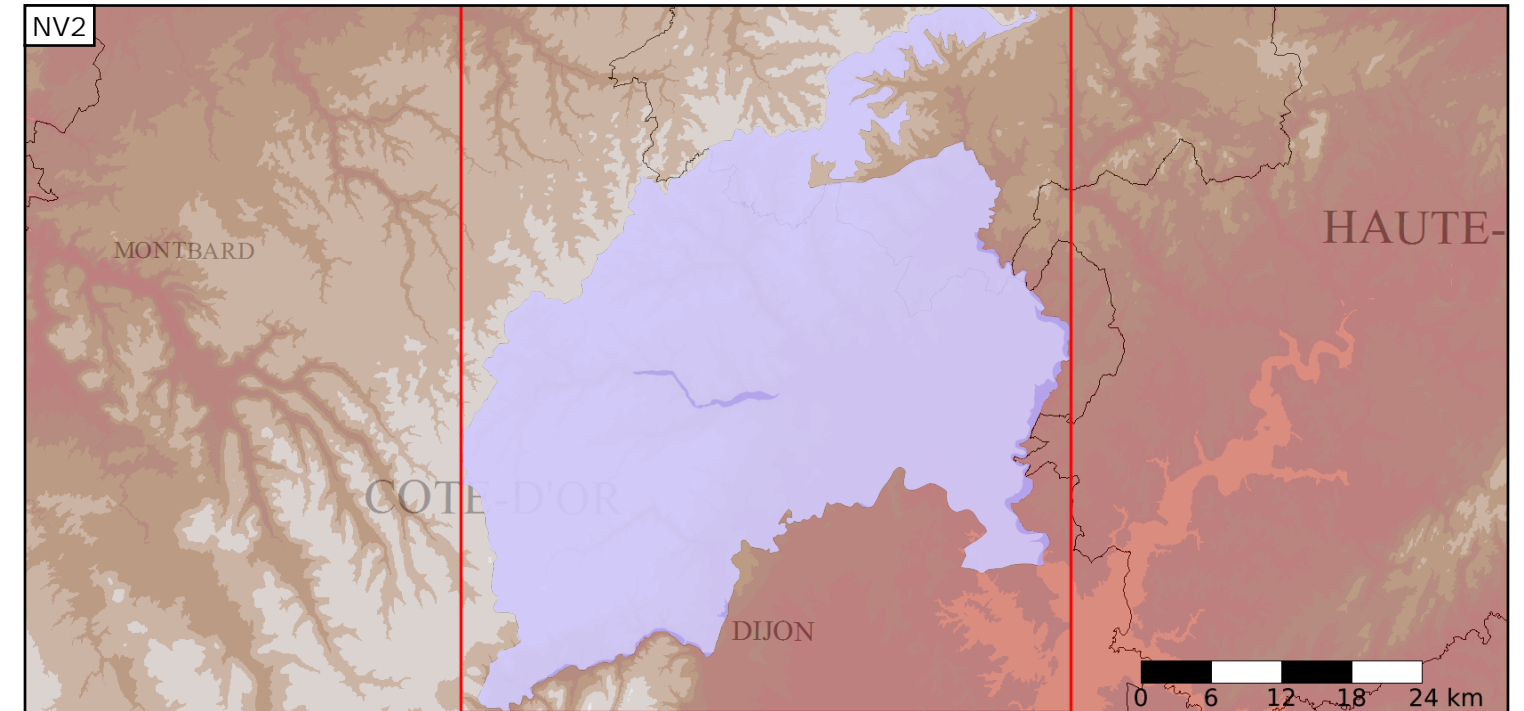 NV2
HAUTE-
MONTBARD
COTE-D'OR
DIJON
0 6 12 18 24 km